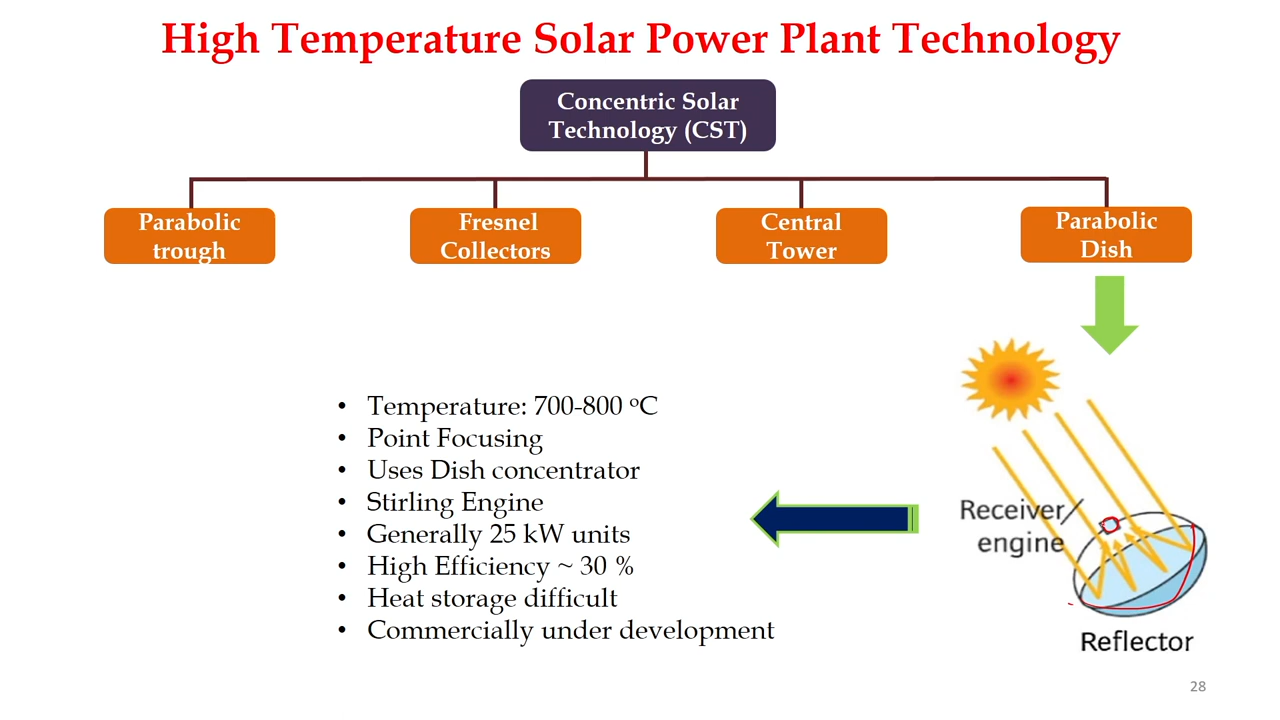 High Temperature Solar Power Plant Technology
Concentric Solar
Technology (CST)
Parabolic
trough
Fresnel
Collectors
Central
Tower
Parabolic
Dish
• Temperature: 700-800 ºC
• Point Focusing
• Uses Dish concentrator
• Stirling Engine
• Generally 25 kW units
• High Efficiency ~ 30 %
• Heat storage difficult
• Commercially under development
Receiver/
engine
Reflector
28